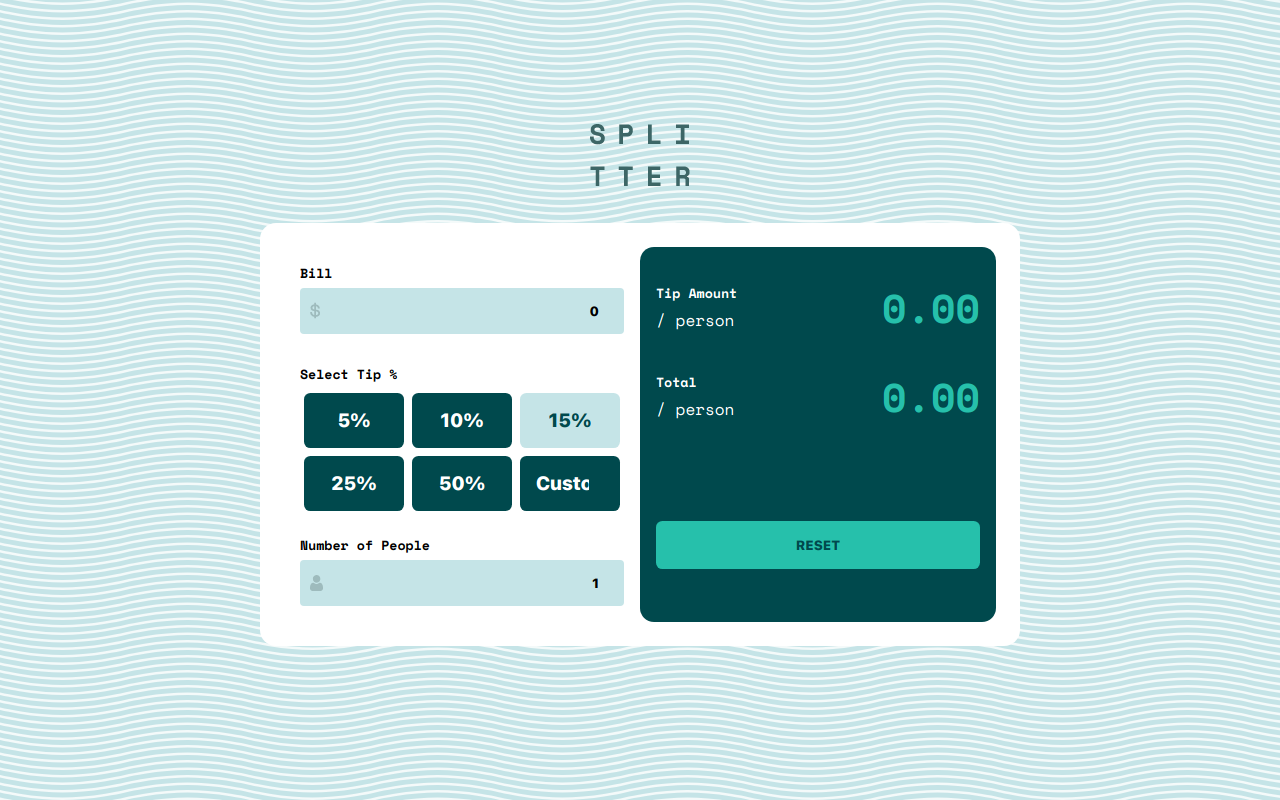 SPLI
TTER
Bill
$
0
Select Tip %
5%
10%
15%
25%
50%
Custo
Number of People
1
Tip Amount
/ person
0.00
Total
/ person
0.00
RESET